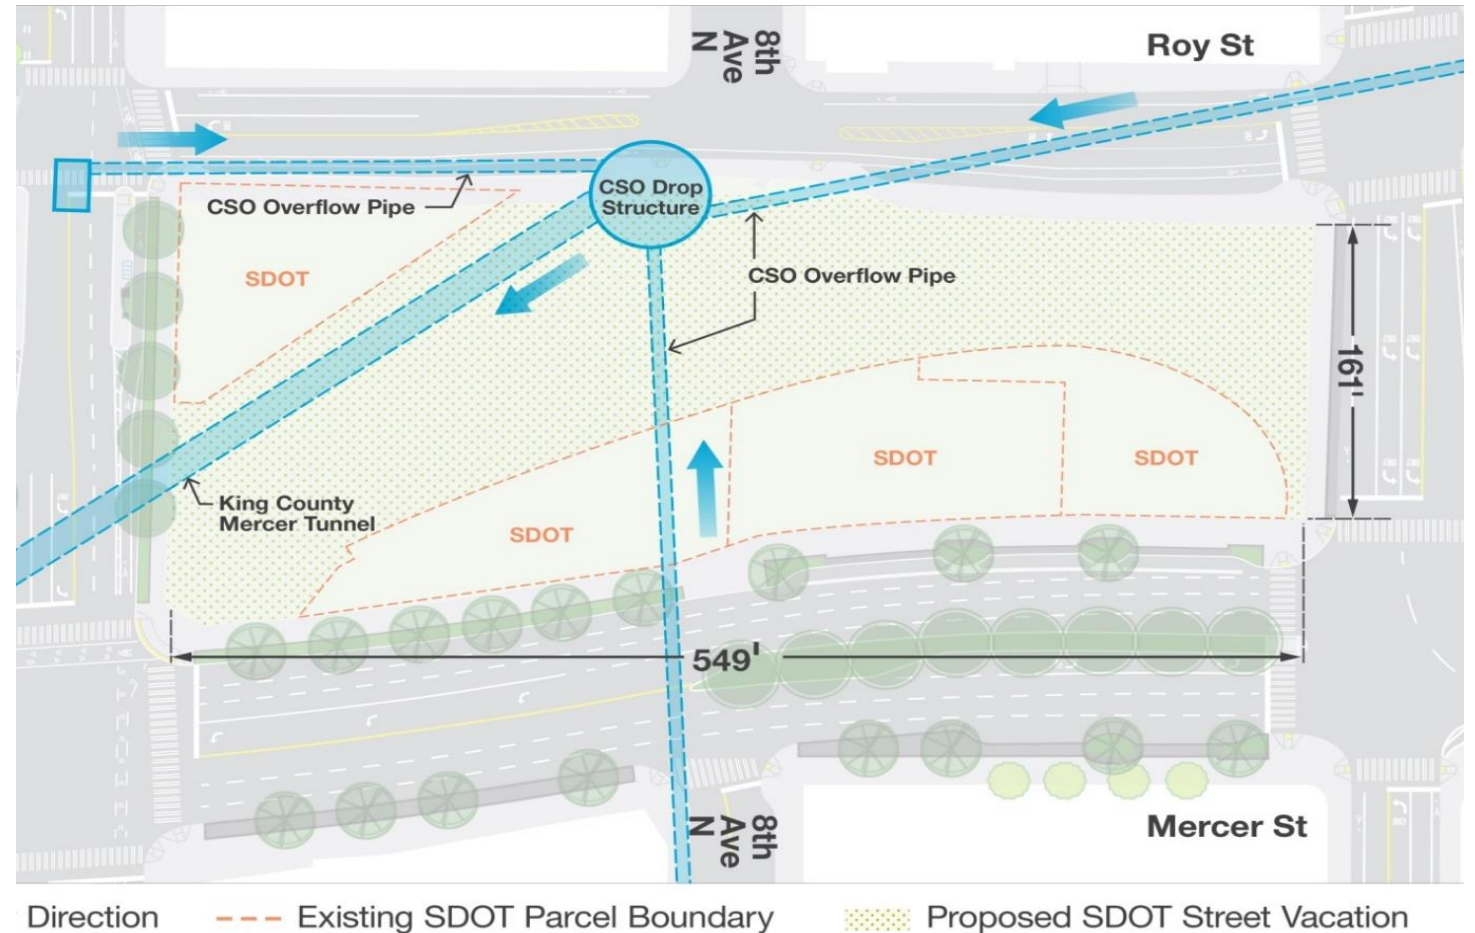 8th
Ave
N
Roy St
CSO Drop
Structure
CSO Overflow Pipe
SDOT
CSO Overflow Pipe
161'
SDOT
SDOT
King County
Mercer Tunnel
SDOT
549'
8th
Ave
N
Mercer St
Direction
Existing SDOT Parcel Boundary
Proposed SDOT Street Vacation